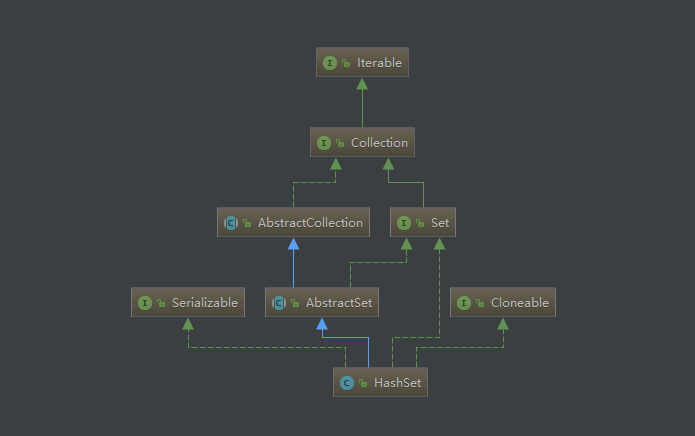 I Iterable
I Collection
C AbstractCollection
I Set
I Serializable
C AbstractSet
I Cloneable
C HashSet